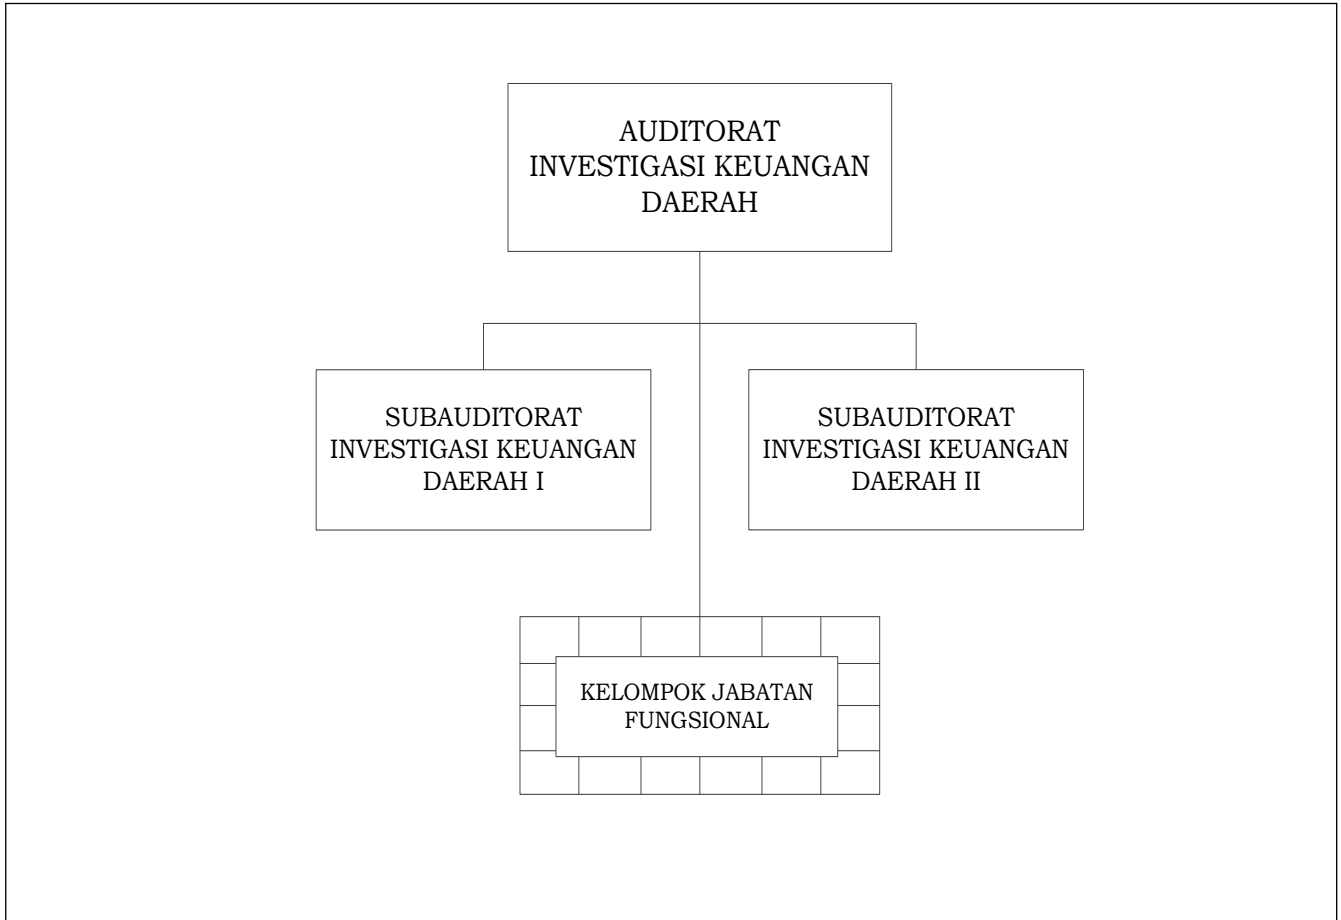 AUDITORAT
INVESTIGASI KEUANGAN
DAERAH
SUBAUDITORAT
INVESTIGASI KEUANGAN
DAERAH I
SUBAUDITORAT
INVESTIGASI KEUANGAN
DAERAH II
KELOMPOK JABATAN
FUNGSIONAL